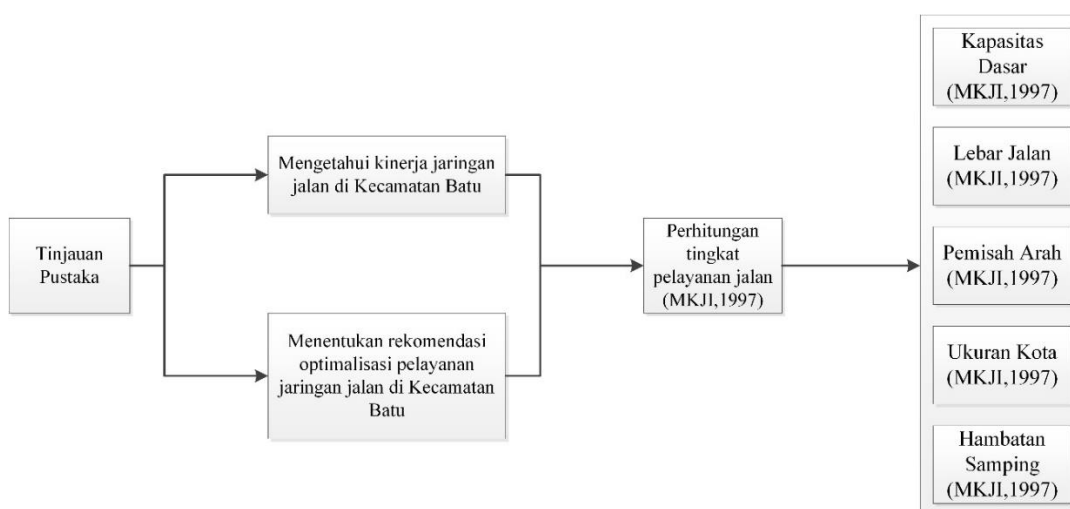 Tinjauan
Pustaka
Mengetahui kinerja jaringan
jalan di Kecamatan Batu
Menentukan rekomendasi
optimalisasi pelayanan
jaringan jalan di Kecamatan
Batu
Perhitungan
tingkat
pelayanan jalan
(MKJI,1997)
Kapasitas
Dasar
(MKJI,1997)
Lebar Jalan
(MKJI,1997)
Pemisah Arah
(MKJI,1997)
Ukuran Kota
(MKJI,1997)
Hambatan
Samping
(MKJI,1997)